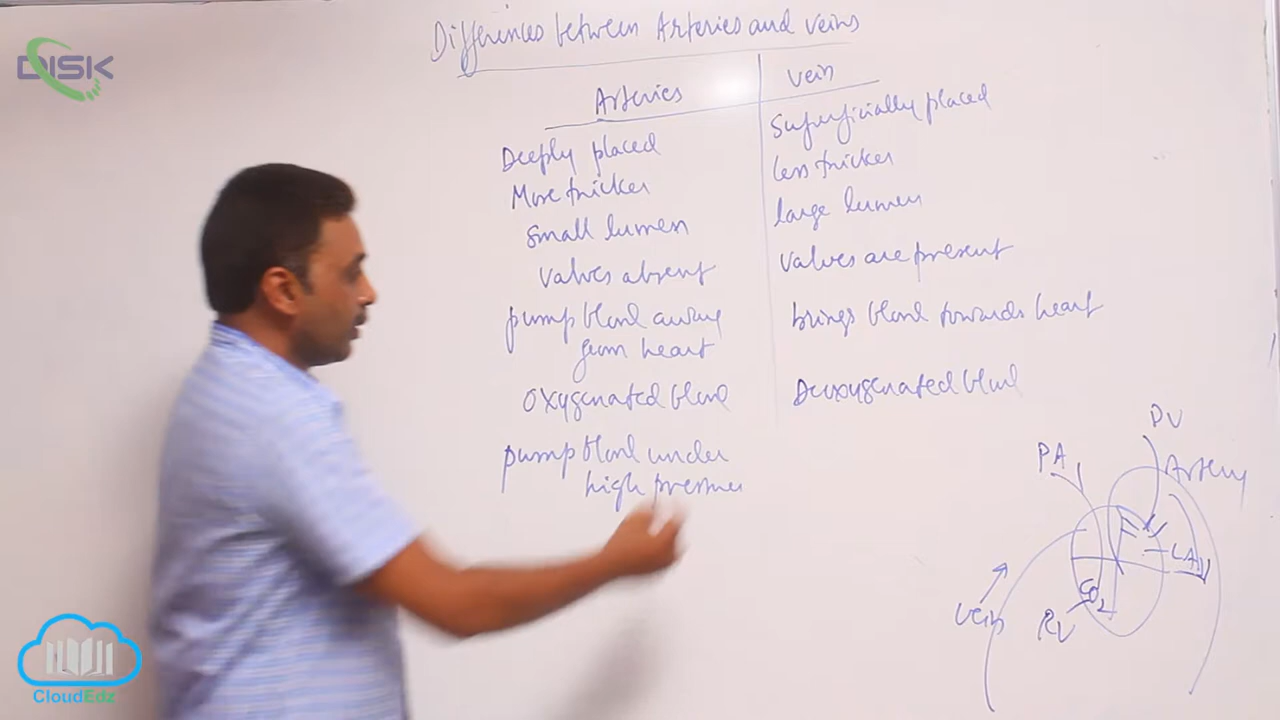 Differences between Arteries and veins
Arteries
vein
Deeply placed
Superficially placed
More thicker
less thicker
Small lumen
large lumen
valves absent
valves are present
pump blood away
from heart
brings blood towards heart
Oxygenated blood
Deoxygenated blood
pump blood under
high pressure
PV
PA
Artery
LA
CO2
RV
vein
DISK
CloudEdz